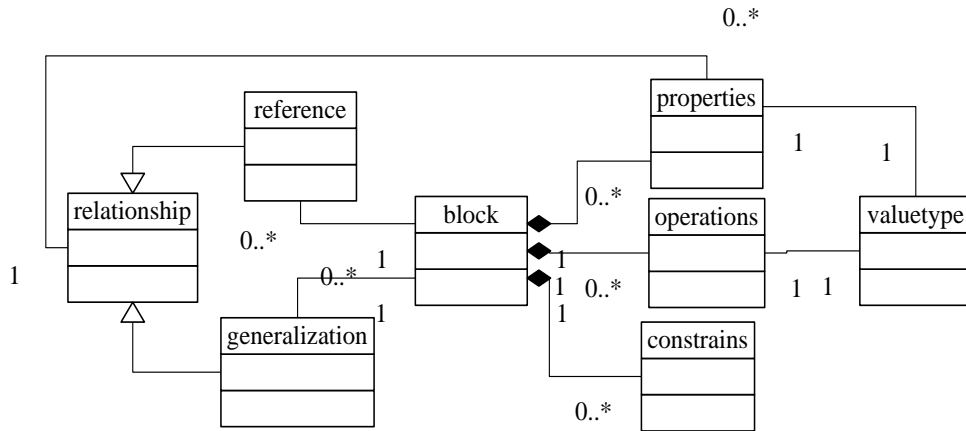 0..*
properties
reference
1
1
relationship
block
0..*
operations
valuetype
0..*
1
1
0..*
1
1
0..*
1
1
1
1
generalization
constrains
0..*